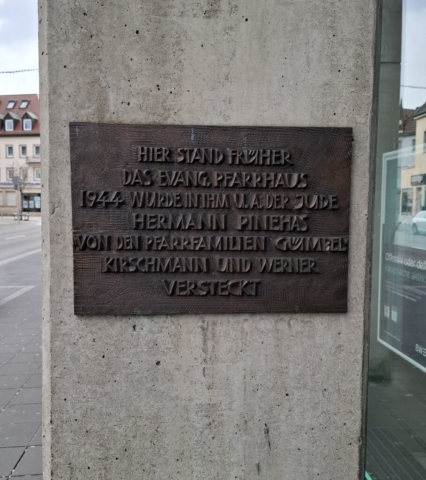 HIER STAND FRÜHER
DAS EVANG. PFARRHAUS
1944 WURDE IN IHM U. A. DER JUDE
HERMANN PINEHAS
VON DEN PFARRFAMILIEN GÜMBEL
KIRSCHMANN UND WERNER
VERSTECKT